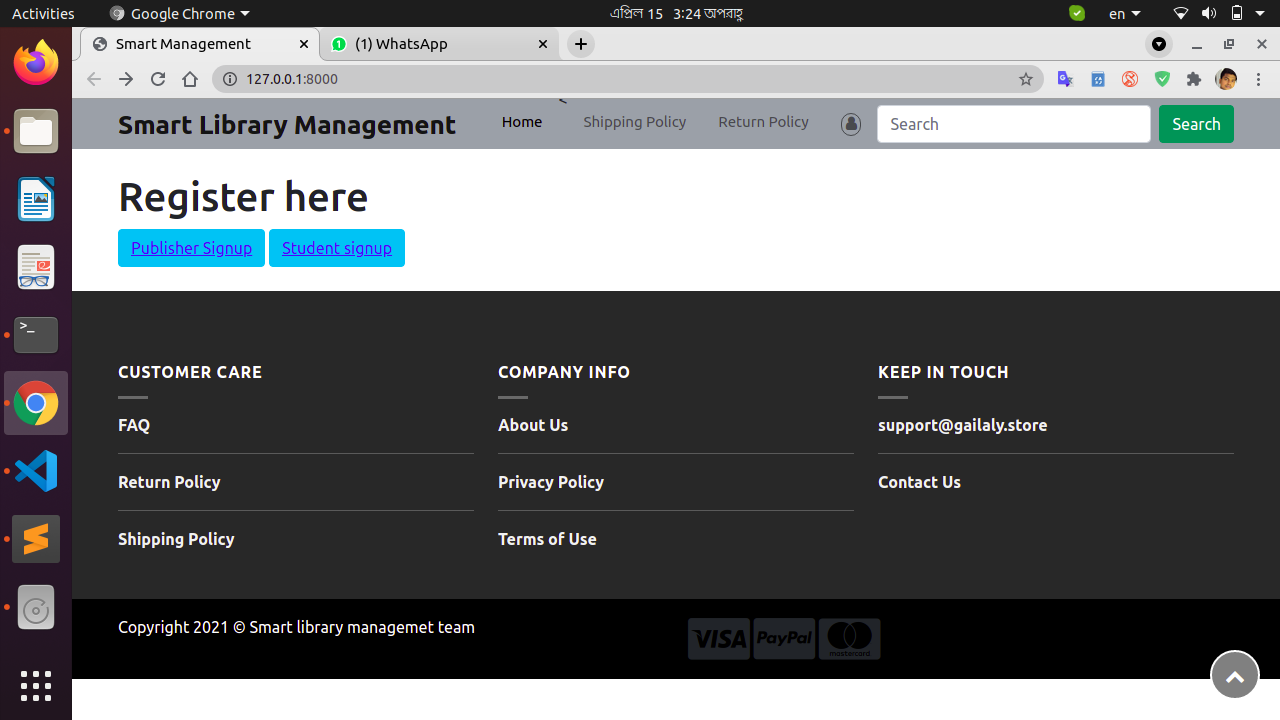 Activities Google Chrome এপ্রিল 15 3:24 অপরাহ্ণ en
Smart Management (1) WhatsApp
127.0.0.1:8000
<
Smart Library Management Home Shipping Policy Return Policy Search Search
Register here
Publisher Signup Student signup
CUSTOMER CARE COMPANY INFO KEEP IN TOUCH
FAQ About Us support@gailaly.store
Return Policy Privacy Policy Contact Us
Shipping Policy Terms of Use
Copyright 2021 © Smart library managemet team VISA PayPal mastercard